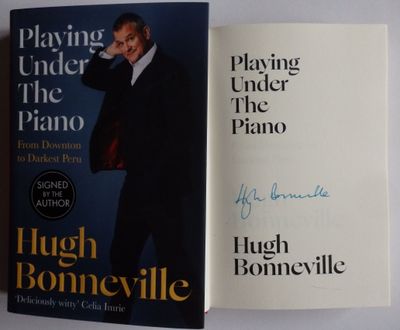 Playing
Under
The
Piano
From Downton
to Darkest Peru
SIGNED
BY THE
AUTHOR
Hugh
Bonneville
'Deliciously witty' Celia Imrie
Playing
Under
The
Piano
Hugh Bonneville
Hugh
Bonneville